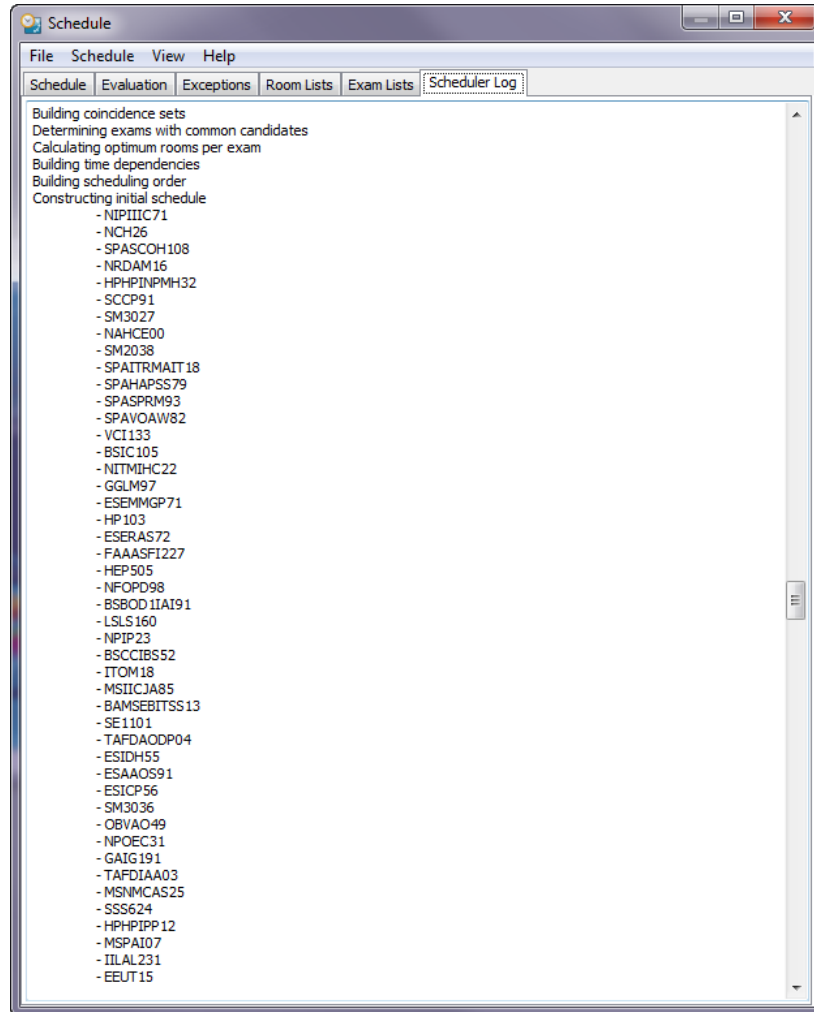 Schedule
File Schedule View Help
Schedule Evaluation Exceptions Room Lists Exam Lists Scheduler Log
Building coincidence sets
Determining exams with common candidates
Calculating optimum rooms per exam
Building time dependencies
Building scheduling order
Constructing initial schedule
- NIPIIIC71
- NCH26
- SPASCOH108
- NRDAM16
- HPHPINPMH32
- SCCP91
- SM3027
- NAHCE00
- SM2038
- SPAITRMAIT18
- SPAHAPSS79
- SPASPRM93
- SPAVOAW82
- VCI133
- BSIC105
- NITMIHC22
- GGLM97
- ESEMMGP71
- HP103
- ESERAS72
- FAAASFI227
- HEP505
- NFOPD98
- BSBOD1IAI91
- LSLS160
- NPIP23
- BSCCIBS52
- ITOM18
- MSIICJA85
- BAMSEBITSS13
- SE1101
- TAFDAODP04
- ESIDH55
- ESAAOS91
- ESICP56
- SM3036
- OBVAO49
- NPOEC31
- GAIG191
- TAFDIAA03
- MSNMCAS25
- SSS624
- HPHPIPP12
- MSPAI07
- IILAL231
- EEUT15